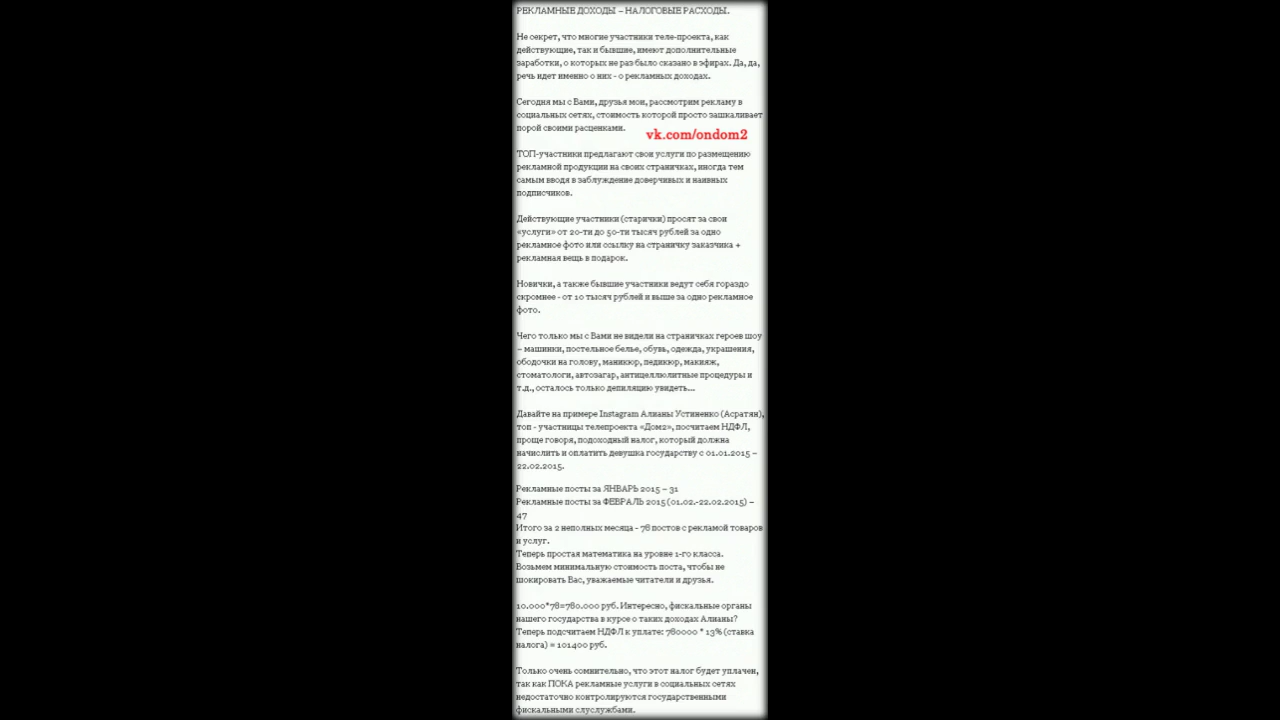 РЕКЛАМНЫЕ ДОХОДЫ – НАЛОГОВЫЕ РАСХОДЫ.
Не секрет, что многие участники теле-проекта, как
действующие, так и бывшие, имеют дополнительные
заработки, о которых не раз было сказано в эфирах. Да, да,
речь идет именно о них - о рекламных доходах.
Сегодня мы с Вами, друзья мои, рассмотрим рекламу в
социальных сетях, стоимость которой просто зашкаливает
порой своими расценками.
vk.com/ondom2
ТОП-участники предлагают свои услуги по размещению
рекламной продукции на своих страничках, иногда тем
самым вводя в заблуждение доверчивых и наивных
подписчиков.
Действующие участники (старички) просят за свои
«услуги» от 20-ти до 50-ти тысяч рублей за одно
рекламное фото или ссылку на страничку заказчика +
рекламная вещь в подарок.
Новички, а также бывшие участники ведут себя гораздо
скромнее - от 10 тысяч рублей и выше за одно рекламное
фото.
Чего только мы с Вами не видели на страничках героев шоу
– машинки, постельное белье, обувь, одежда, украшения,
ободочки на голову, маникюр, педикюр, макияж,
стоматологи, автозагар, антицеллюлитные процедуры и
т.д., осталось только депиляцию увидеть...
Давайте на примере Instagram Алианы Устиненко (Асратян),
топ - участницы телепроекта «Дом2», посчитаем НДФЛ,
проще говоря, подоходный налог, который должна
начислить и оплатить девушка государству с 01.01.2015 –
22.02.2015.
Рекламные посты за ЯНВАРЬ 2015 – 31
Рекламные посты за ФЕВРАЛЬ 2015 (01.02.-22.02.2015) –
47
Итого за 2 неполных месяца - 78 постов с рекламой товаров
и услуг.
Теперь простая математика на уровне 1-го класса.
Возьмем минимальную стоимость поста, чтобы не
шокировать Вас, уважаемые читатели и друзья.
10.000*78=780.000 руб. Интересно, фискальные органы
нашего государства в курсе о таких доходах Алианы?
Теперь подсчитаем НДФЛ к уплате: 780000 * 13% (ставка
налога) = 101400 руб.
Только очень сомнительно, что этот налог будет уплачен,
так как ПОКА рекламные услуги в социальных сетях
недостаточно контролируются государственными
фискальными слуслужбами.